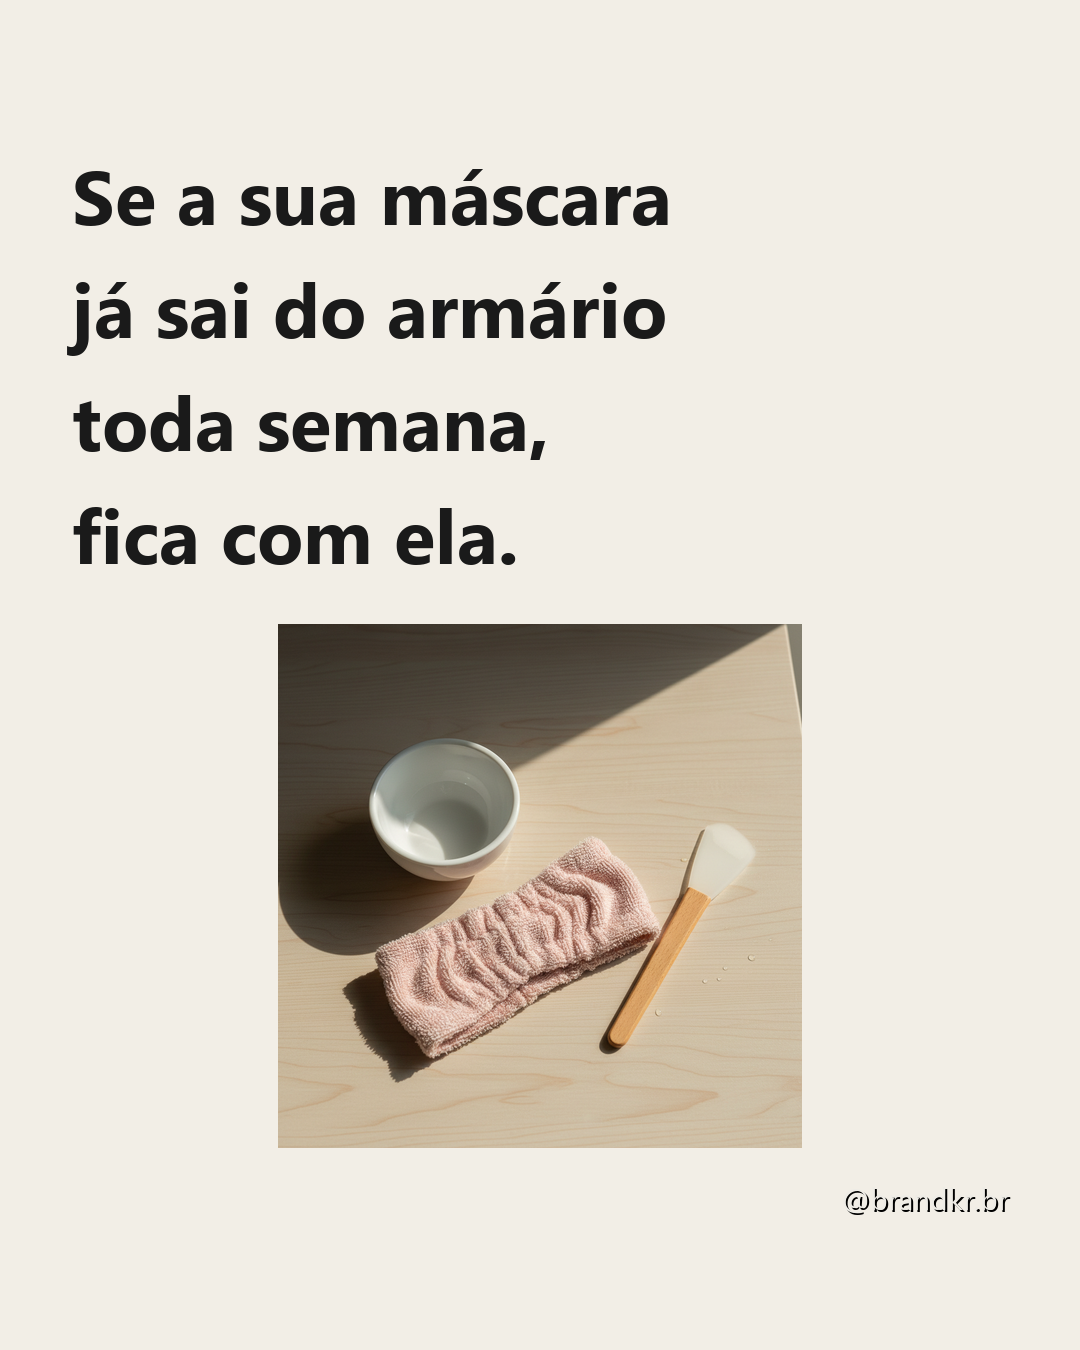 Se a sua máscara
já sai do armário
toda semana,
fica com ela.
@brandkr.br